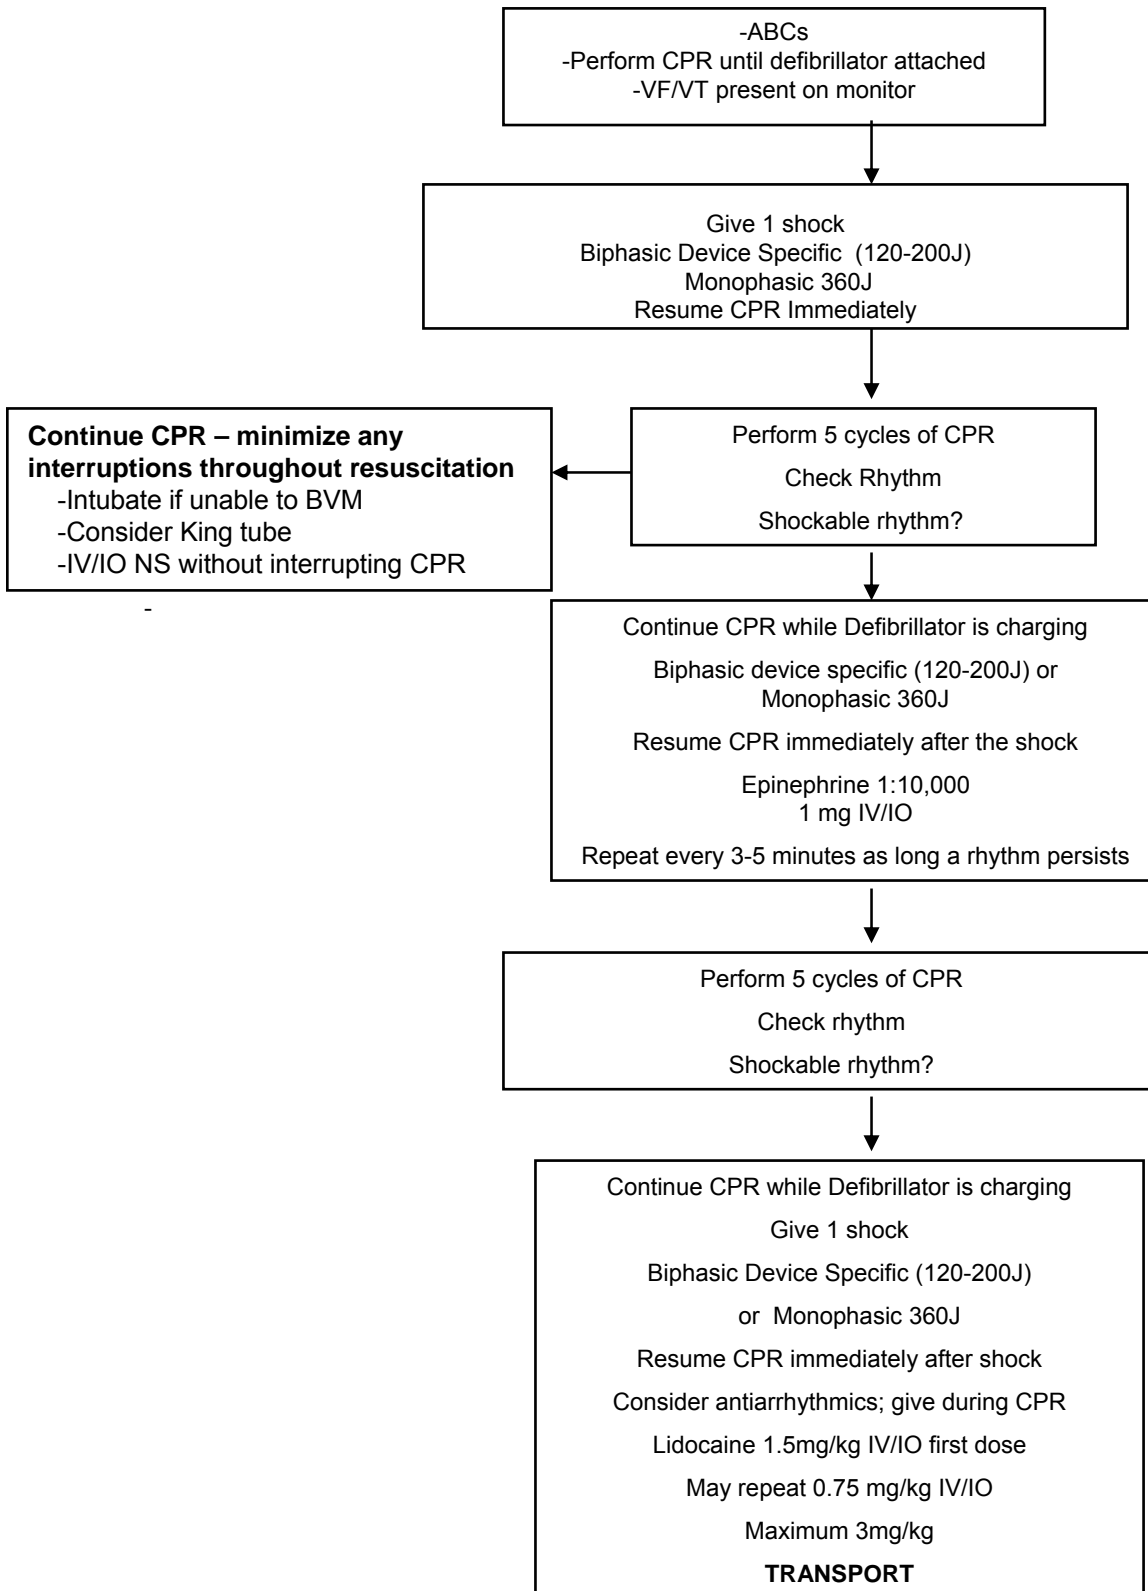 -ABCs
-Perform CPR until defibrillator attached
-VF/VT present on monitor
Give 1 shock
Biphasic Device Specific (120-200J)
Monophasic 360J
Resume CPR Immediately
Perform 5 cycles of CPR
Check Rhythm
Shockable rhythm?
Continue CPR – minimize any
interruptions throughout resuscitation
-Intubate if unable to BVM
-Consider King tube
-IV/IO NS without interrupting CPR
-
Continue CPR while Defibrillator is charging
Biphasic device specific (120-200J) or
Monophasic 360J
Resume CPR immediately after the shock
Epinephrine 1:10,000
1 mg IV/IO
Repeat every 3-5 minutes as long a rhythm persists
Perform 5 cycles of CPR
Check rhythm
Shockable rhythm?
Continue CPR while Defibrillator is charging
Give 1 shock
Biphasic Device Specific (120-200J)
or Monophasic 360J
Resume CPR immediately after shock
Consider antiarrhythmics; give during CPR
Lidocaine 1.5mg/kg IV/IO first dose
May repeat 0.75 mg/kg IV/IO
Maximum 3mg/kg
TRANSPORT